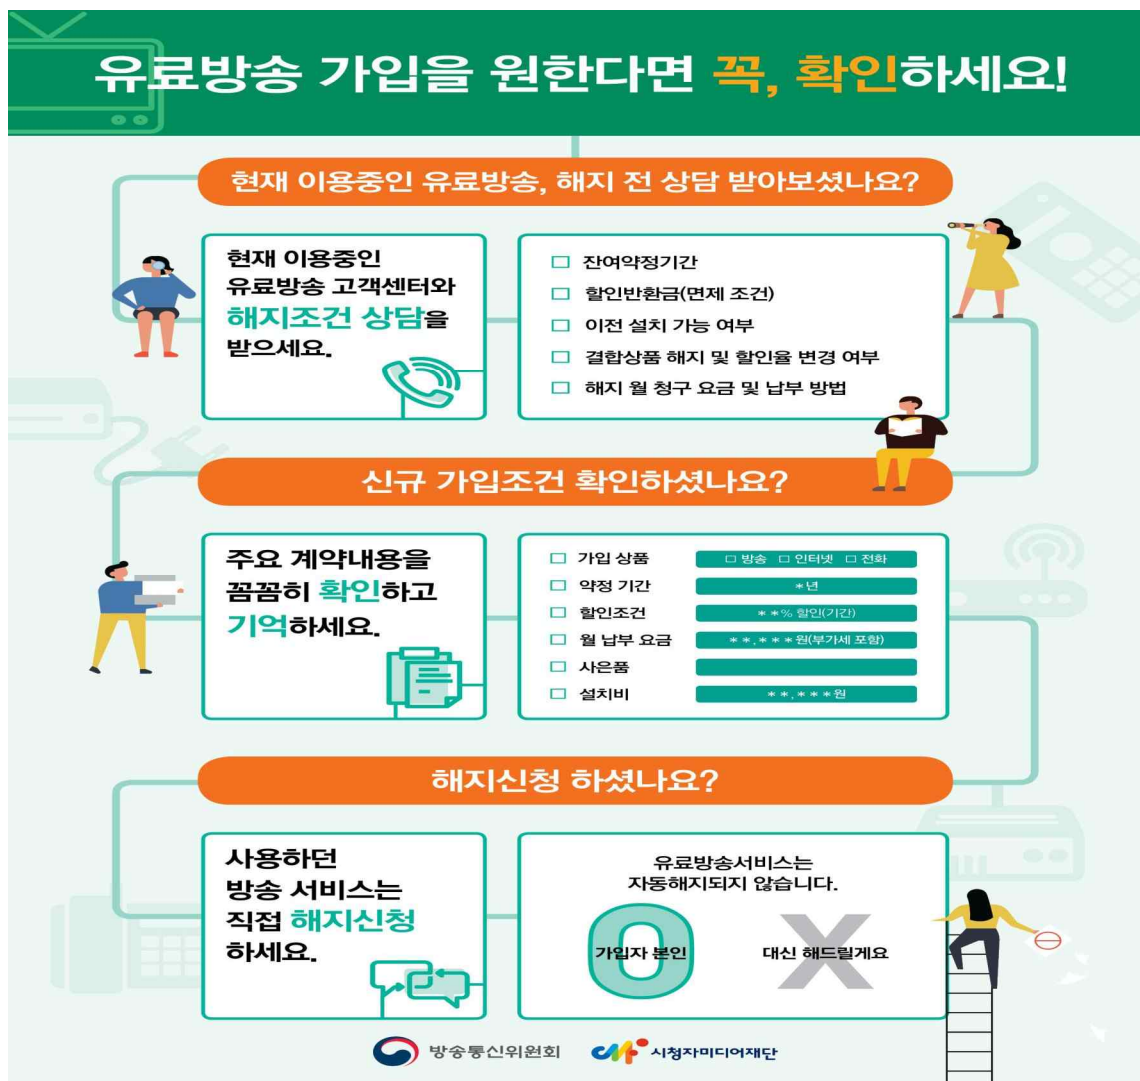 유료방송 가입을 원한다면 꼭, 확인하세요!
현재 이용중인 유료방송, 해지 전 상담 받아보셨나요?
현재 이용중인
유료방송 고객센터와
해지조건 상담을
받으세요.
□ 잔여약정기간
□ 할인반환금(면제 조건)
□ 이전 설치 가능 여부
□ 결합상품 해지 및 할인율 변경 여부
□ 해지 월 청구 요금 및 납부 방법
신규 가입조건 확인하셨나요?
주요 계약내용을
꼼꼼히 확인하고
기억하세요.
□ 가입 상품 □ 방송 □ 인터넷 □ 전화
□ 약정 기간 *년
□ 할인조건 **% 할인(기간)
□ 월 납부 요금 **,***원(부가세 포함)
□ 사은품
□ 설치비 **,***원
해지신청 하셨나요?
사용하던
방송 서비스는
직접 해지신청
하세요.
유료방송서비스는
자동해지되지 않습니다.
O X
가입자 본인 대신 해드릴게요
방송통신위원회 시청자미디어재단